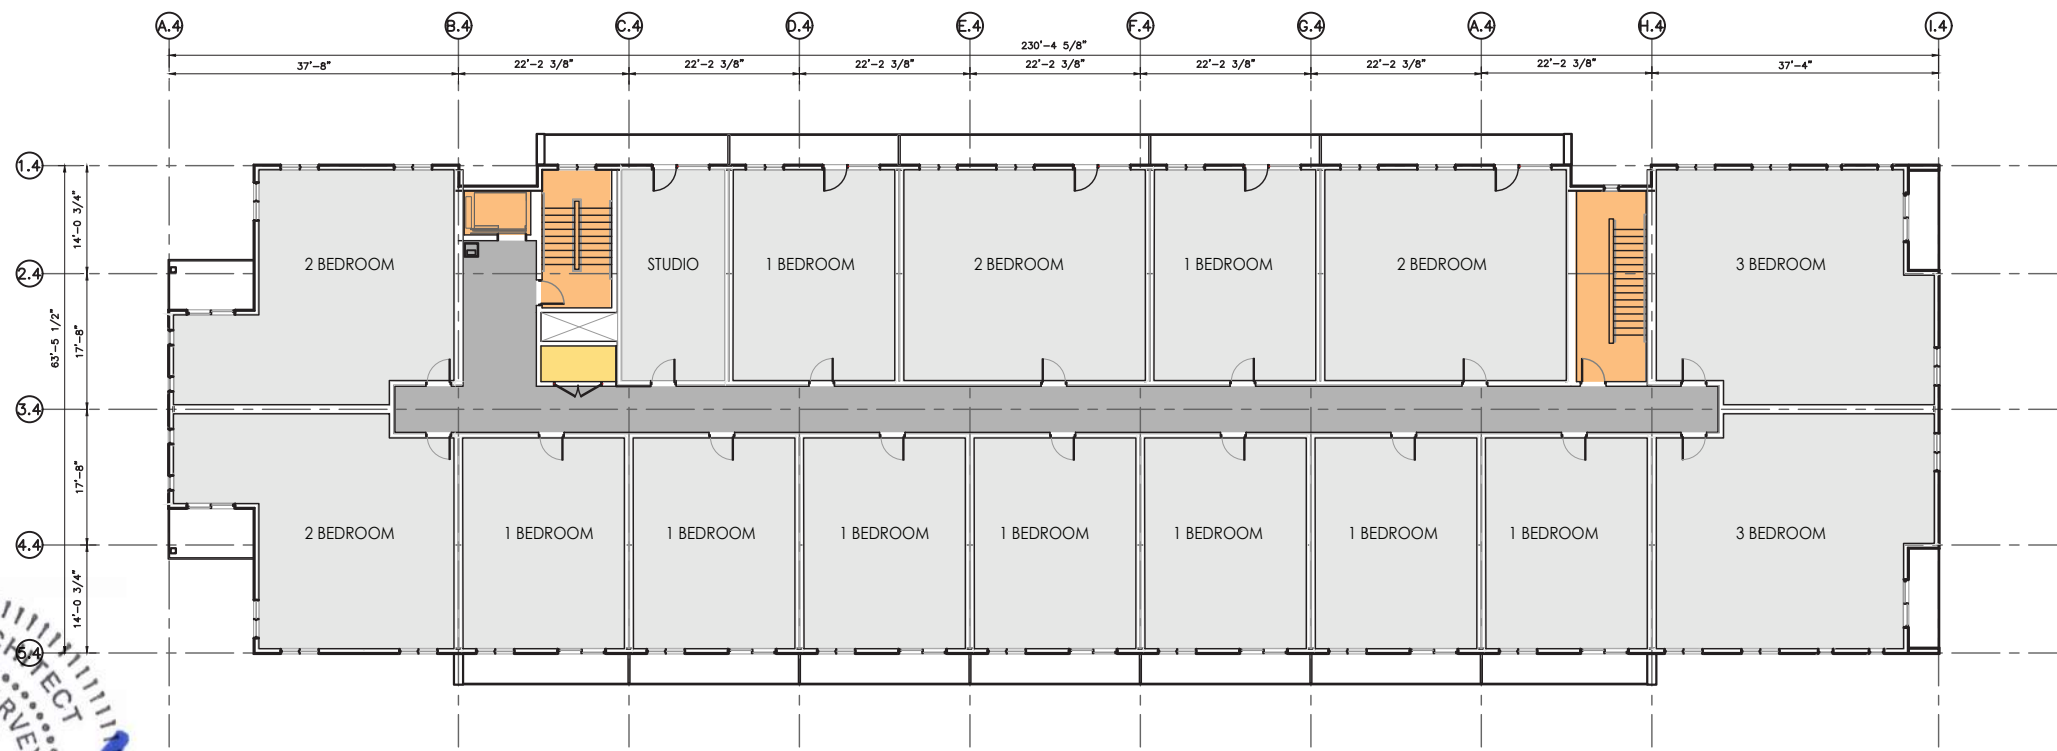 A.4 B.4 C.4 D.4 E.4 F.4 G.4 A.4 H.4 I.4
230'-4 5/8"
37'-8" 22'-2 3/8" 22'-2 3/8" 22'-2 3/8" 22'-2 3/8" 22'-2 3/8" 22'-2 3/8" 22'-2 3/8" 37'-4"
1.4
14'-0 3/4"
2.4
2 BEDROOM STUDIO 1 BEDROOM 2 BEDROOM 1 BEDROOM 2 BEDROOM 3 BEDROOM
63'-5 1/2"
17'-8"
3.4
17'-8"
2 BEDROOM 1 BEDROOM 1 BEDROOM 1 BEDROOM 1 BEDROOM 1 BEDROOM 1 BEDROOM 1 BEDROOM 3 BEDROOM
4.4
14'-0 3/4"
5.4